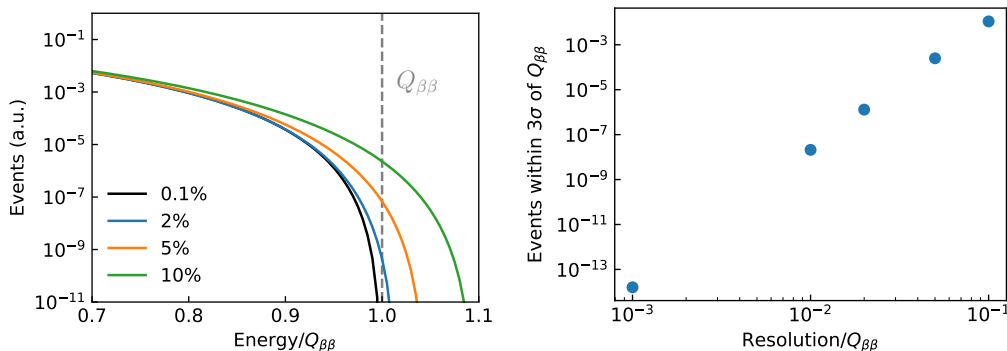 Events (a.u.)
10⁻¹
10⁻³
10⁻⁵
10⁻⁷
10⁻⁹
10⁻¹¹
Q_ββ
0.1%
2%
5%
10%
0.7 0.8 0.9 1.0 1.1
Energy/Q_ββ
Events within 3σ of Q_ββ
10⁻³
10⁻⁵
10⁻⁷
10⁻⁹
10⁻¹¹
10⁻¹³
10⁻³ 10⁻² 10⁻¹
Resolution/Q_ββ